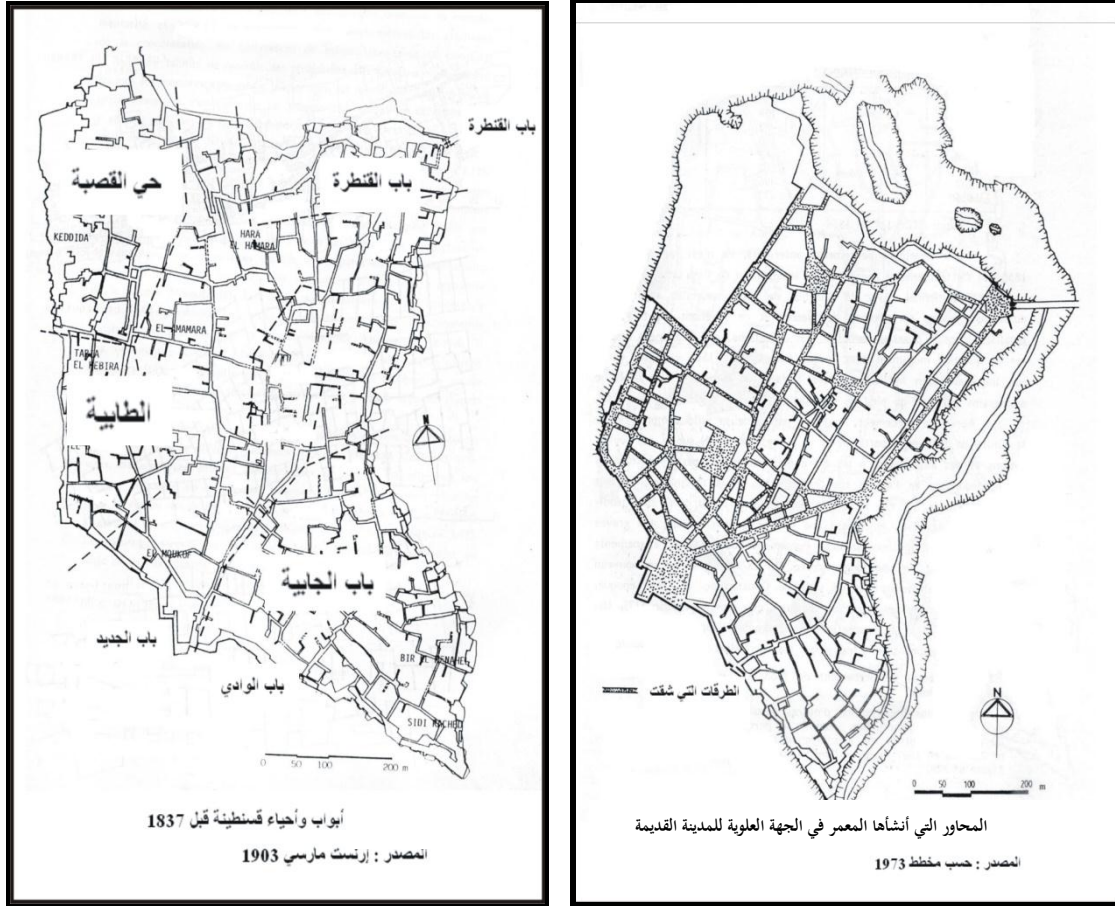 باب القنطرة
حي القصبة
باب القنطرة
KEDDIDA
HARA
EL HAMARA
EL AMAMARA
TABIA
EL KEBIRA
الطابية
N
EL MOUKOF
باب الجابية
باب الجديد
باب الوادي
BIR EL MENAHEL
SIDI RACHED
0 50 100 200 m
أبواب وأحياء قسنطينة قبل 1837
المصدر : إرنست مارسي 1903
الطرقات التي شقت
N
0 50 100 200 m
المحاور التي أنشأها المعمر في الجهة العلوية للمدينة القديمة
المصدر : حسب مخطط 1973